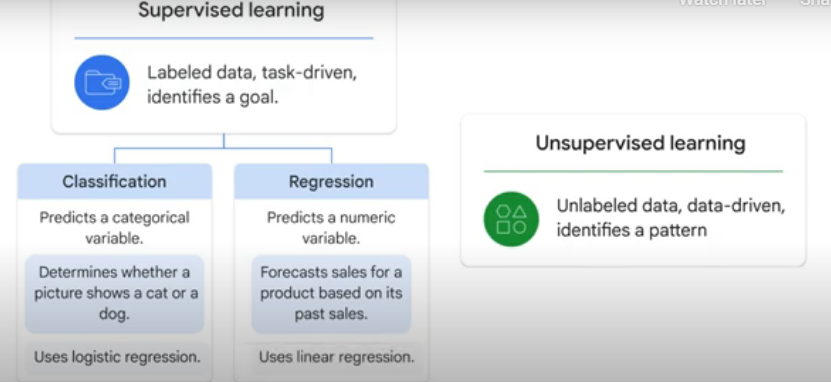 Supervised learning
Labeled data, task-driven,
identifies a goal.
Classification
Predicts a categorical
variable.
Determines whether a
picture shows a cat or a
dog.
Uses logistic regression.
Regression
Predicts a numeric
variable.
Forecasts sales for a
product based on its
past sales.
Uses linear regression.
Unsupervised learning
Unlabeled data, data-driven,
identifies a pattern